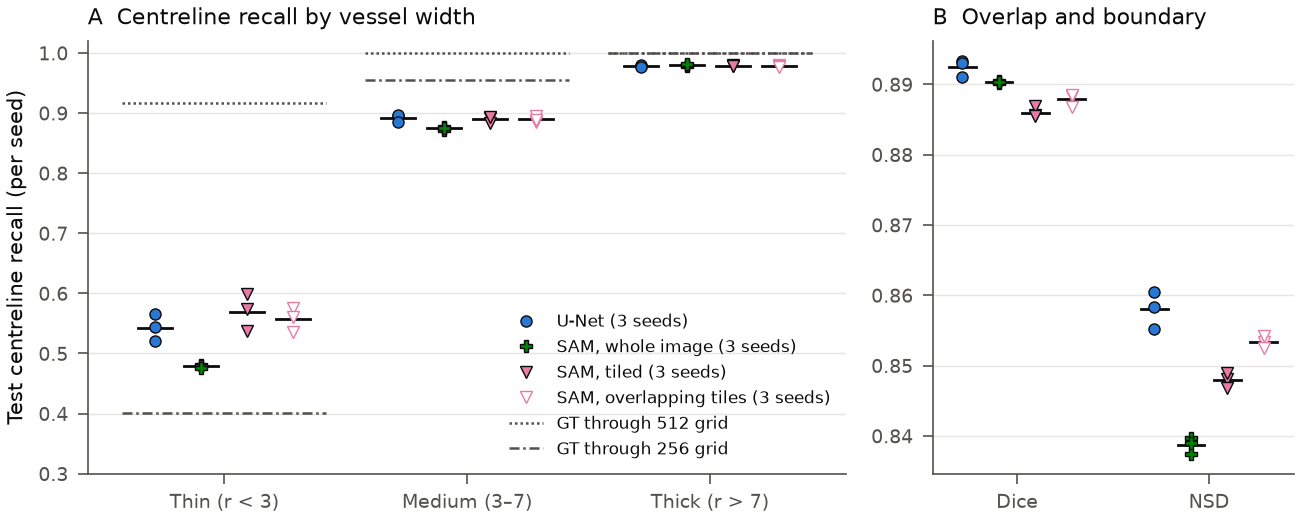 A Centreline recall by vessel width
Test centreline recall (per seed)
1.0
0.9
0.8
0.7
0.6
0.5
0.4
0.3
Thin (r < 3)
Medium (3–7)
Thick (r > 7)
U-Net (3 seeds)
SAM, whole image (3 seeds)
SAM, tiled (3 seeds)
SAM, overlapping tiles (3 seeds)
GT through 512 grid
GT through 256 grid
B Overlap and boundary
0.89
0.88
0.87
0.86
0.85
0.84
Dice
NSD